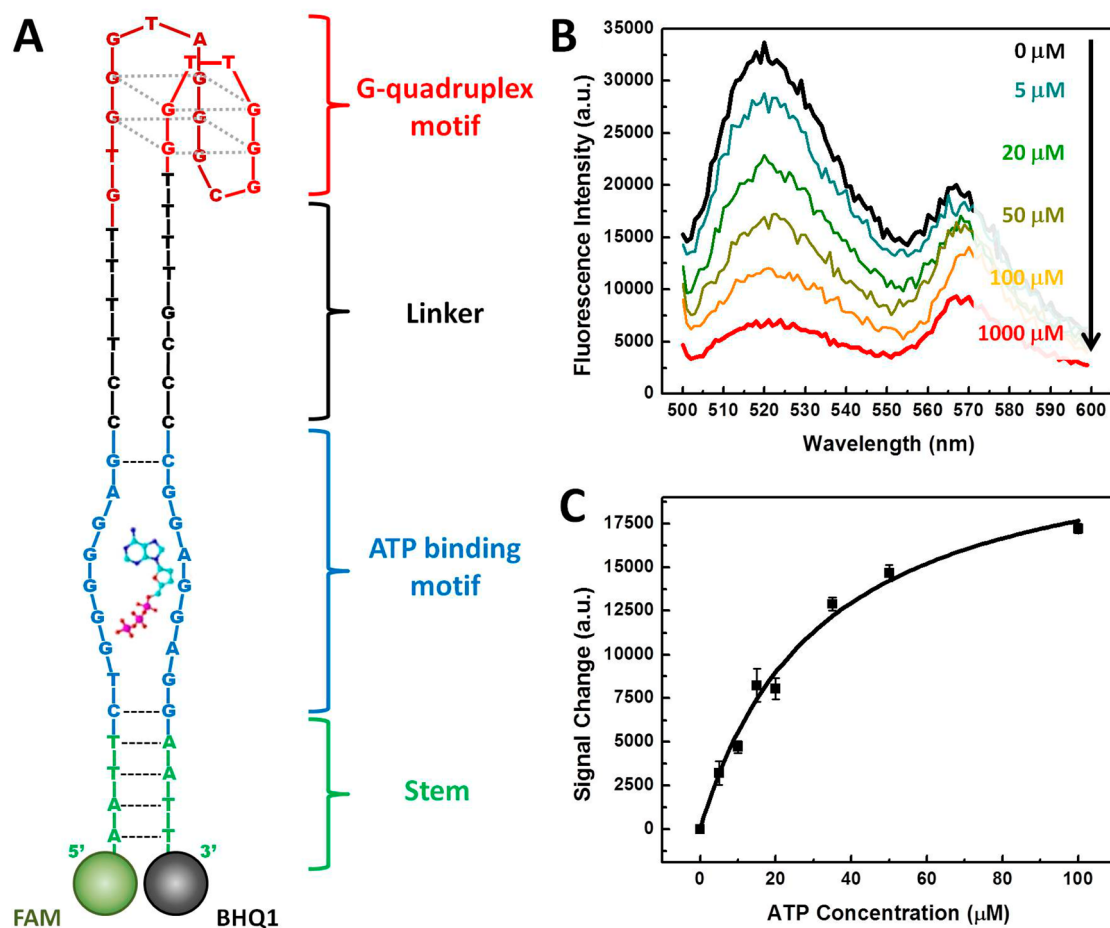 A
G T A
T T
G G
G G G
G
T G G G
G C G
T
T T
T T
T G
T C
C C
C C
G C
A G
G G
G A
G G
G G
G A
T G
C G
T A
T A
A T
A T
5' 3'
FAM BHQ1
G-quadruplex
motif
Linker
ATP binding
motif
Stem
B
Fluorescence Intensity (a.u.)
35000
30000
25000
20000
15000
10000
5000
0
0 μM
5 μM
20 μM
50 μM
100 μM
1000 μM
500 510 520 530 540 550 560 570 580 590 600
Wavelength (nm)
C
Signal Change (a.u.)
17500
15000
12500
10000
7500
5000
2500
0
0 20 40 60 80 100
ATP Concentration (μM)